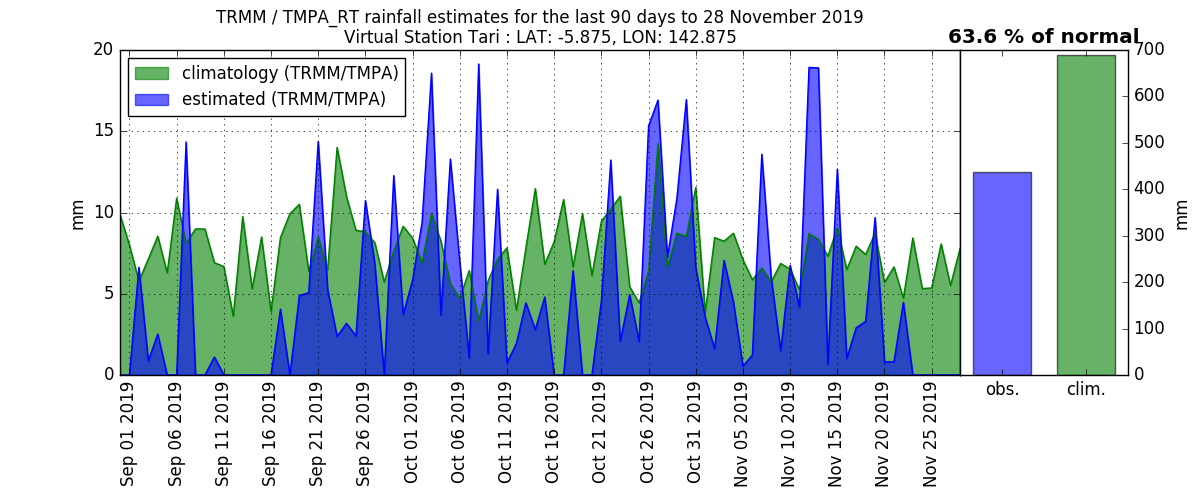 TRMM / TMPA_RT rainfall estimates for the last 90 days to 28 November 2019
Virtual Station Tari : LAT: -5.875, LON: 142.875
63.6 % of normal
climatology (TRMM/TMPA)
estimated (TRMM/TMPA)
20
15
10
5
0
mm
Sep 01 2019
Sep 06 2019
Sep 11 2019
Sep 16 2019
Sep 21 2019
Sep 26 2019
Oct 01 2019
Oct 06 2019
Oct 11 2019
Oct 16 2019
Oct 21 2019
Oct 26 2019
Oct 31 2019
Nov 05 2019
Nov 10 2019
Nov 15 2019
Nov 20 2019
Nov 25 2019
obs.
clim.
700
600
500
400
300
200
100
0
mm